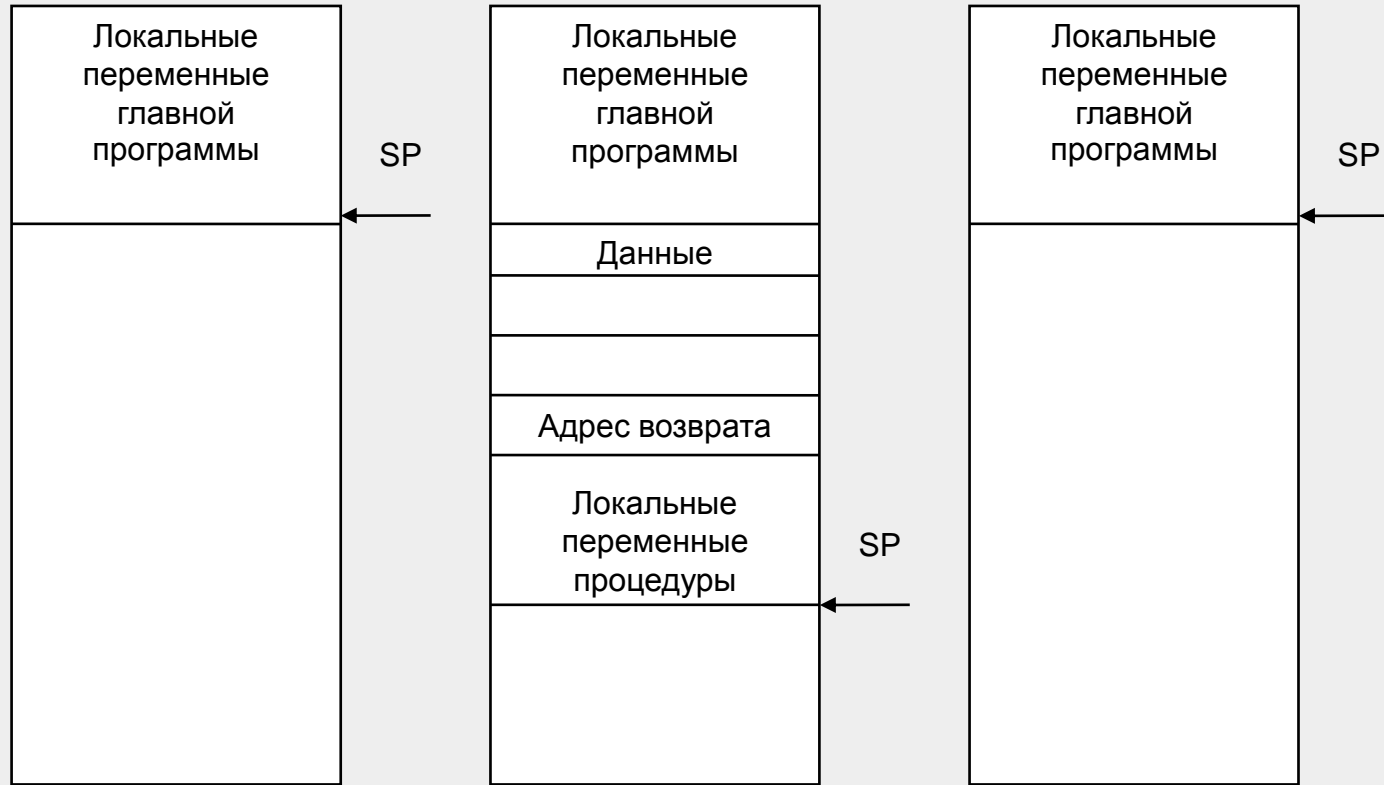 Локальные
переменные
главной
программы
SP
Локальные
переменные
главной
программы
Данные
Адрес возврата
Локальные
переменные
процедуры
SP
Локальные
переменные
главной
программы
SP